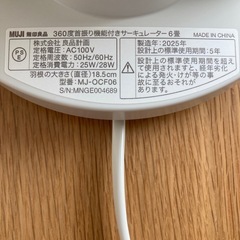 MUJI 無印良品 360度首振り機能付きサーキュレーター6畳
株式会社 良品計画
定格電圧：AC100V
定格周波数：50Hz/60Hz
定格消費電力：25W/28W
羽根の大きさ(直径)18.5cm
型番：MJ-OCF06
S/N:MNGE004689
PS
E
製造年：2025年
設計上の標準使用期間：5年
設計上の標準使用期間を超えて
使用されますと、経年劣化
による発火・けが等の事故に
至るおそれがあります。